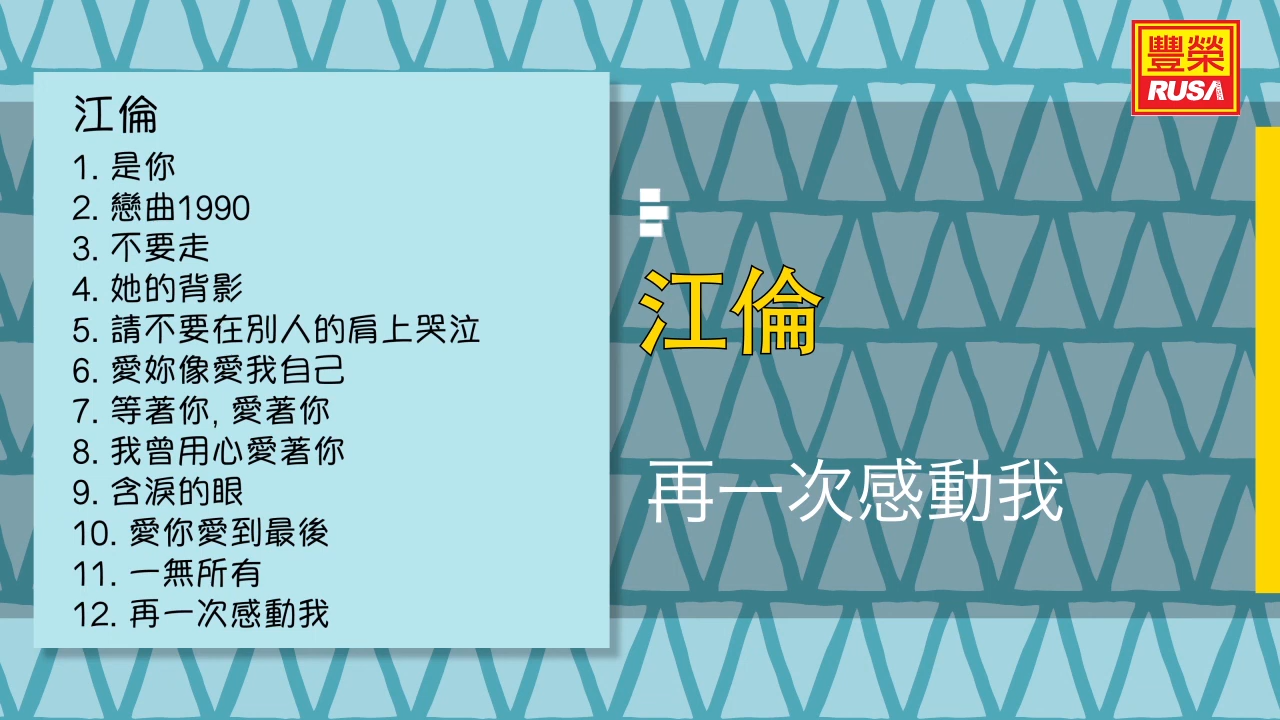 江倫
1. 是你
2. 戀曲1990
3. 不要走
4. 她的背影
5. 請不要在別人的肩上哭泣
6. 愛妳像愛我自己
7. 等著你, 愛著你
8. 我曾用心愛著你
9. 含淚的眼
10. 愛你愛到最後
11. 一無所有
12. 再一次感動我
豐榮
RUSA
江倫
再一次感動我